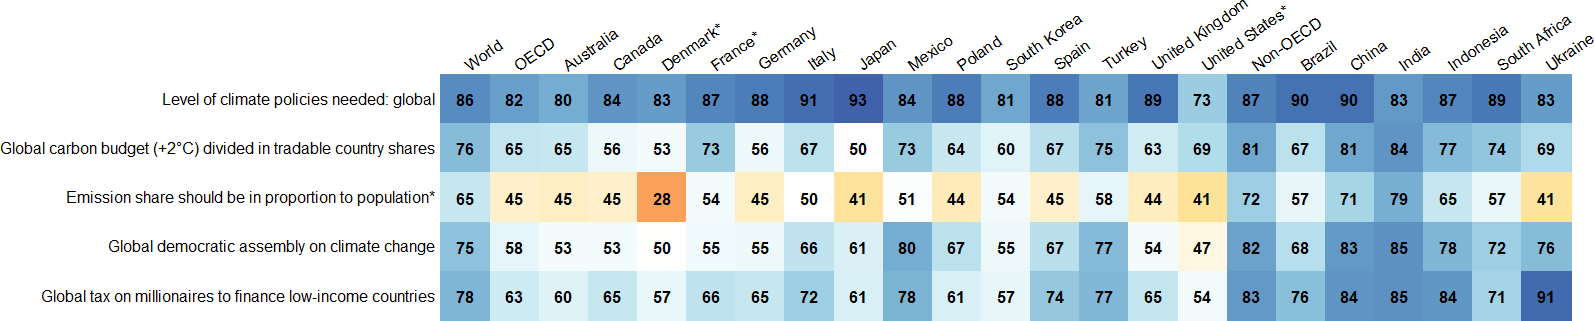 World OECD Australia Canada Denmark* France* Germany Italy Japan Mexico Poland South Korea Spain Turkey United Kingdom United States* Non-OECD Brazil China India Indonesia South Africa Ukraine
Level of climate policies needed: global 86 82 80 84 83 87 88 91 93 84 88 81 88 81 89 73 87 90 90 83 87 89 83
Global carbon budget (+2°C) divided in tradable country shares 76 65 65 56 53 73 56 67 50 73 64 60 67 75 63 69 81 67 81 84 77 74 69
Emission share should be in proportion to population* 65 45 45 45 28 54 45 50 41 51 44 54 45 58 44 41 72 57 71 79 65 57 41
Global democratic assembly on climate change 75 58 53 53 50 55 55 66 61 80 67 55 67 77 54 47 82 68 83 85 78 72 76
Global tax on millionaires to finance low-income countries 78 63 60 65 57 66 65 72 61 78 61 57 74 77 65 54 83 76 84 85 84 71 91